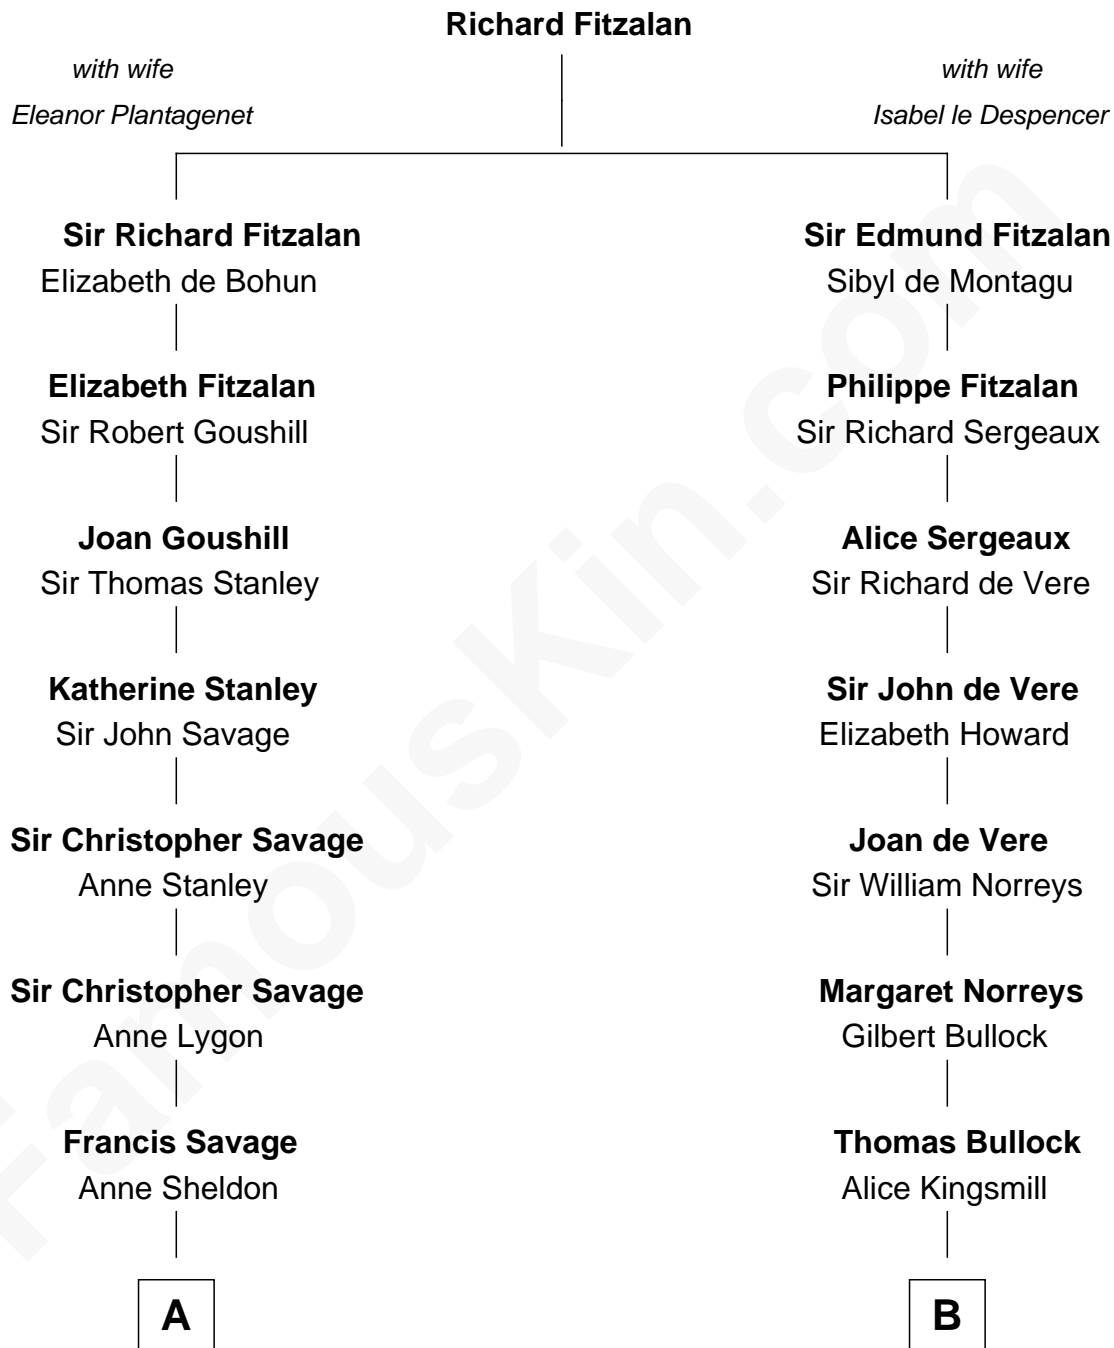 Richard Fitzalan
with wife
Eleanor Plantagenet
with wife
Isabel le Despencer
Sir Richard Fitzalan
Elizabeth de Bohun
Sir Edmund Fitzalan
Sibyl de Montagu
Elizabeth Fitzalan
Sir Robert Goushill
Philippe Fitzalan
Sir Richard Sergeaux
Joan Goushill
Sir Thomas Stanley
Alice Sergeaux
Sir Richard de Vere
Katherine Stanley
Sir John Savage
Sir John de Vere
Elizabeth Howard
Sir Christopher Savage
Anne Stanley
Joan de Vere
Sir William Norreys
Sir Christopher Savage
Anne Lygon
Margaret Norreys
Gilbert Bullock
Francis Savage
Anne Sheldon
Thomas Bullock
Alice Kingsmill
A
B
FamousKin.com